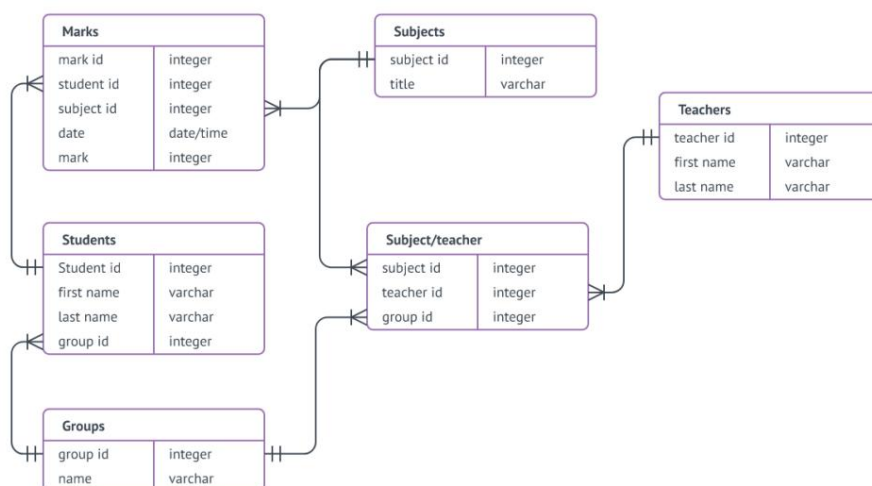 Marks
mark id integer
student id integer
subject id integer
date date/time
mark integer
Subjects
subject id integer
title varchar
Teachers
teacher id integer
first name varchar
last name varchar
Students
Student id integer
first name varchar
last name varchar
group id integer
Subject/teacher
subject id integer
teacher id integer
group id integer
Groups
group id integer
name varchar